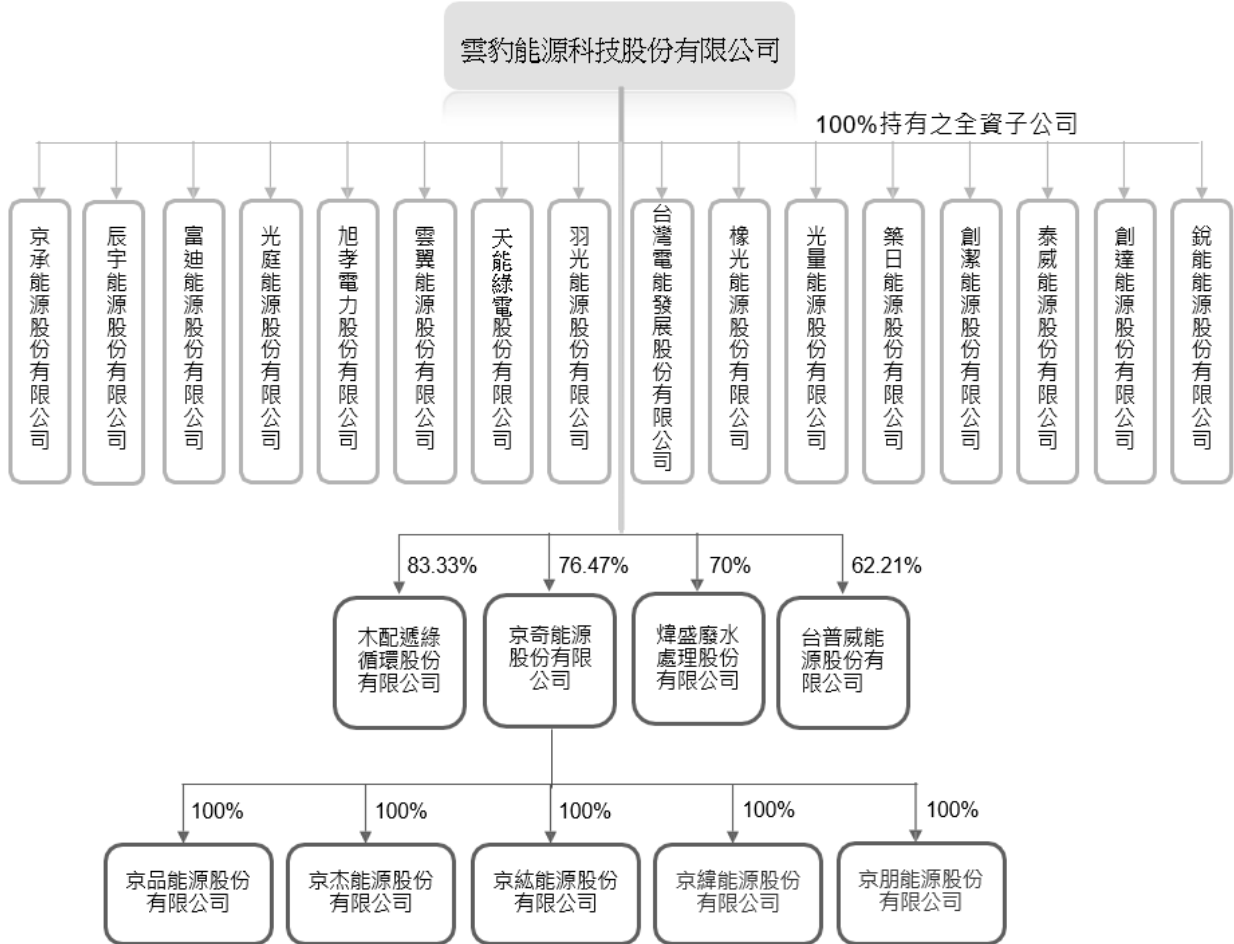 雲豹能源科技股份有限公司
100%持有之全資子公司
京承能源股份有限公司
辰宇能源股份有限公司
富迪能源股份有限公司
光庭能源股份有限公司
旭孝電力股份有限公司
雲翼能源股份有限公司
天能綠電股份有限公司
羽光能源股份有限公司
台灣電能發展股份有限公司
橡光能源股份有限公司
光量能源股份有限公司
築日能源股份有限公司
創潔能源股份有限公司
泰威能源股份有限公司
創達能源股份有限公司
銳能能源股份有限公司
83.33%
76.47%
70%
62.21%
木配遞綠
循環股份
有限公司
京奇能源
股份有限
公司
煒盛廢水
處理股份
有限公司
台普威能
源股份有
限公司
100%
100%
100%
100%
100%
京品能源股份
有限公司
京杰能源股份
有限公司
京紘能源股份
有限公司
京緯能源股份
有限公司
京朋能源股份
有限公司